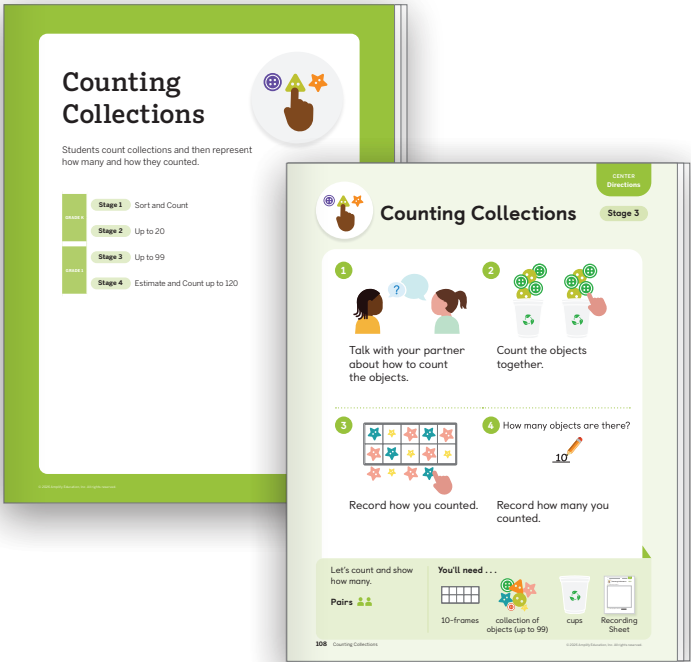 Counting
Collections
Students count collections and then represent
how many and how they counted.
GRADE K
Stage 1 Sort and Count
Stage 2 Up to 20
GRADE 1
Stage 3 Up to 99
Stage 4 Estimate and Count up to 120
CENTER
Directions
Counting Collections
Stage 3
1
?
Talk with your partner
about how to count
the objects.
2
Count the objects
together.
3
Record how you counted.
4 How many objects are there?
10
Record how many you
counted.
Let's count and show
how many.
Pairs
You'll need . . .
10-frames
collection of
objects (up to 99)
cups
Recording
Sheet
108 Counting Collections